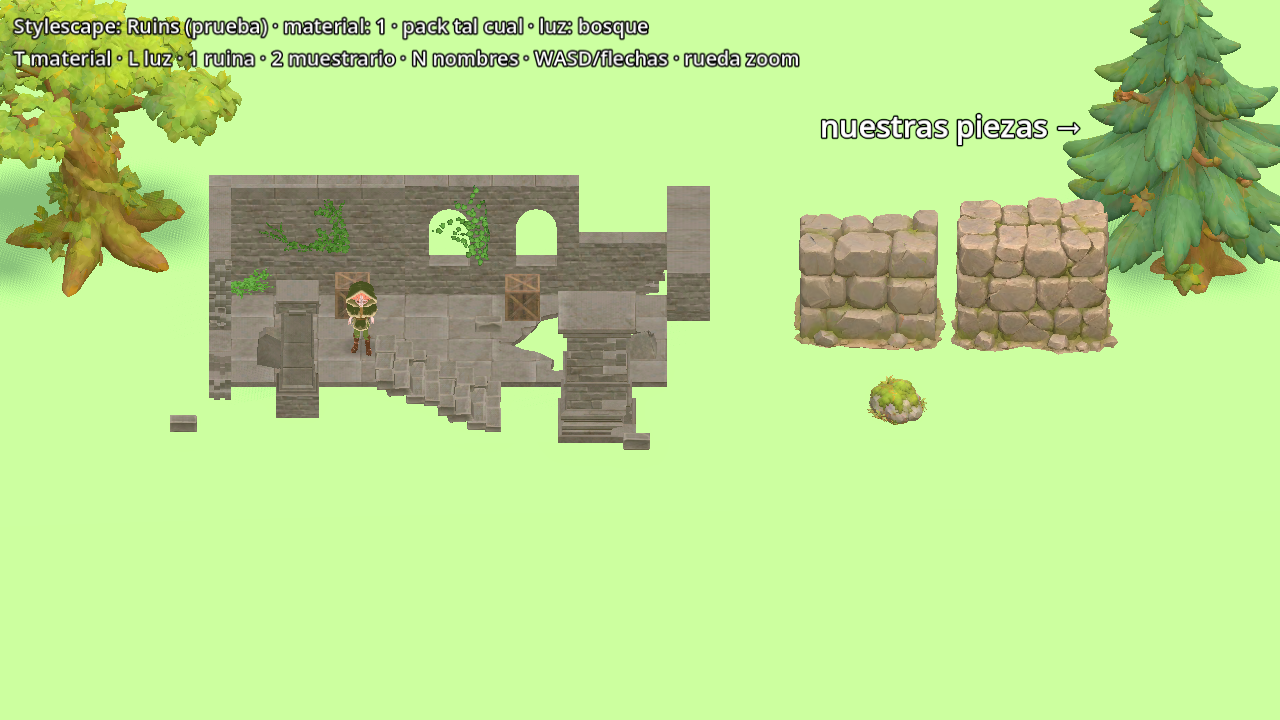 Stylescape: Ruins (prueba) · material: 1 · pack tal cual · luz: bosque
T material · L luz · 1 ruina · 2 muestrario · N nombres · WASD/flechas · rueda zoom
nuestras piezas →